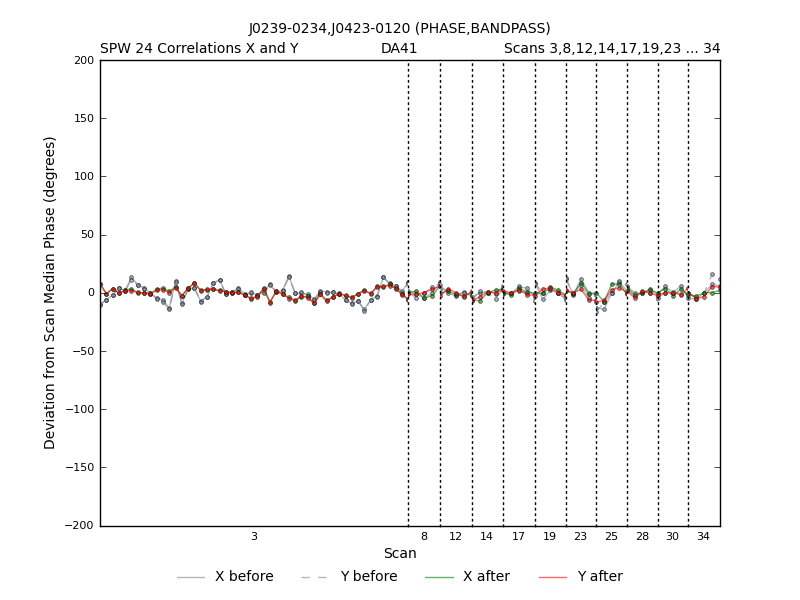 J0239-0234,J0423-0120 (PHASE,BANDPASS)
SPW 24 Correlations X and Y DA41 Scans 3,8,12,14,17,19,23 ... 34
200
150
100
50
0
−50
−100
−150
−200
Deviation from Scan Median Phase (degrees)
3 8 12 14 17 19 23 25 28 30 34
Scan
X before Y before X after Y after